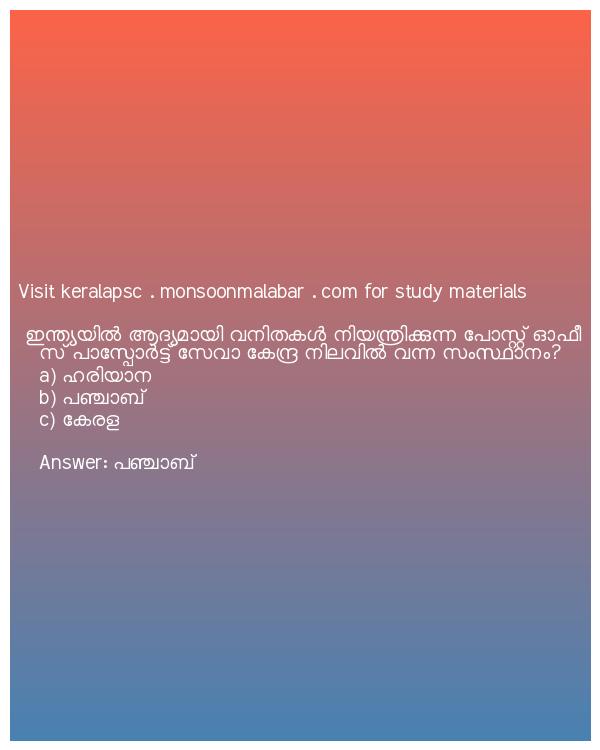 Visit keralapsc . monsoonmalabar . com for study materials
ഇന്ത്യയിൽ ആദ്യമായി വനിതകൾ നിയന്ത്രിക്കുന്ന പോസ്റ്റ് ഓഫീ
സ് പാസ്പോർട്ട് സേവാ കേന്ദ്ര നിലവിൽ വന്ന സംസ്ഥാനം?
a) ഹരിയാന
b) പഞ്ചാബ്
c) കേരള
Answer: പഞ്ചാബ്